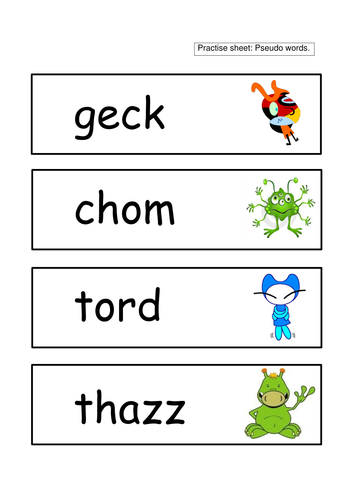 Practise sheet: Pseudo words.
geck
chom
tord
thazz